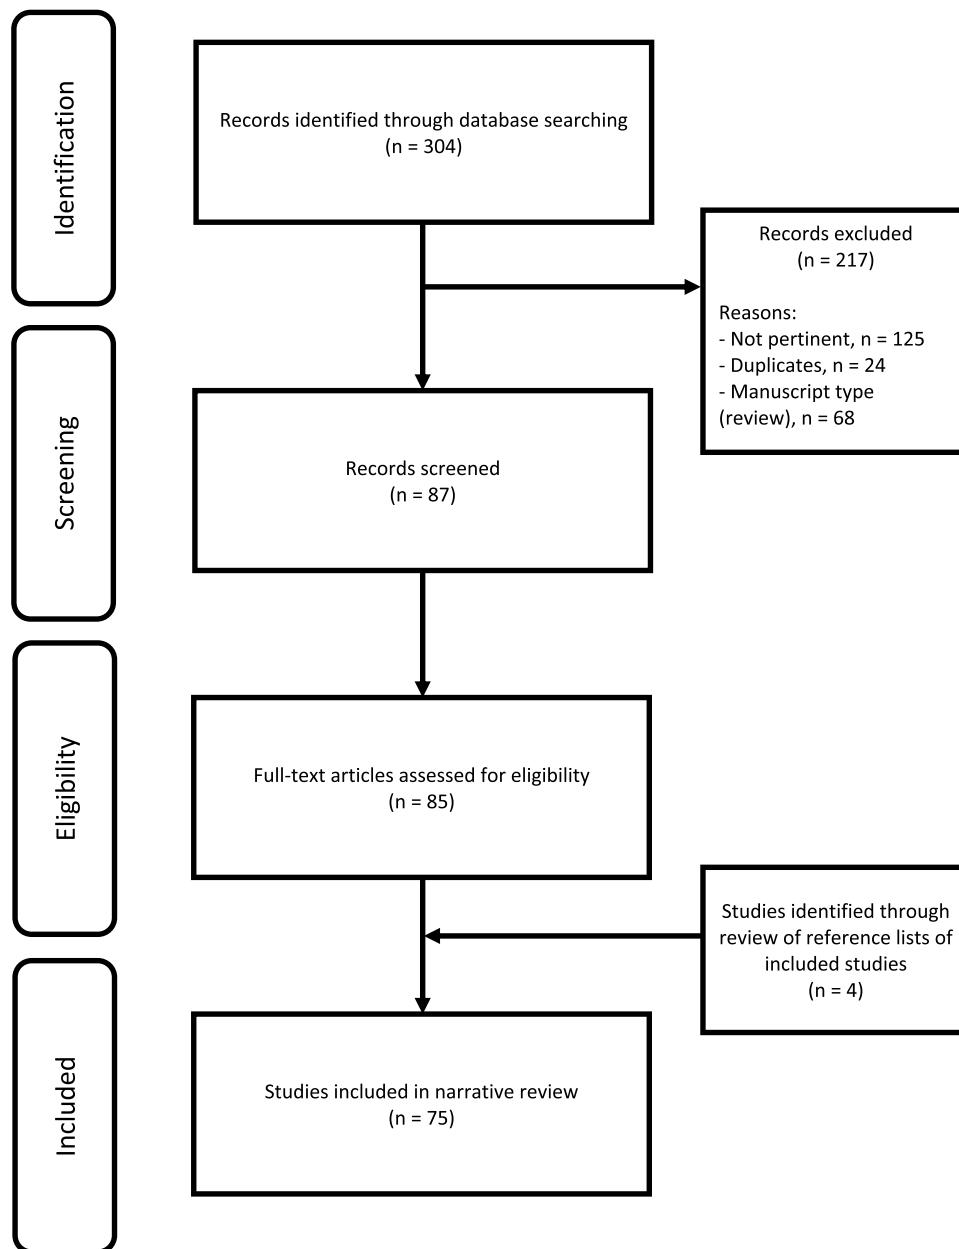 Identification
Records identified through database searching
(n = 304)
Records excluded
(n = 217)
Reasons:
- Not pertinent, n = 125
- Duplicates, n = 24
- Manuscript type
(review), n = 68
Screening
Records screened
(n = 87)
Eligibility
Full-text articles assessed for eligibility
(n = 85)
Studies identified through
review of reference lists of
included studies
(n = 4)
Included
Studies included in narrative review
(n = 75)